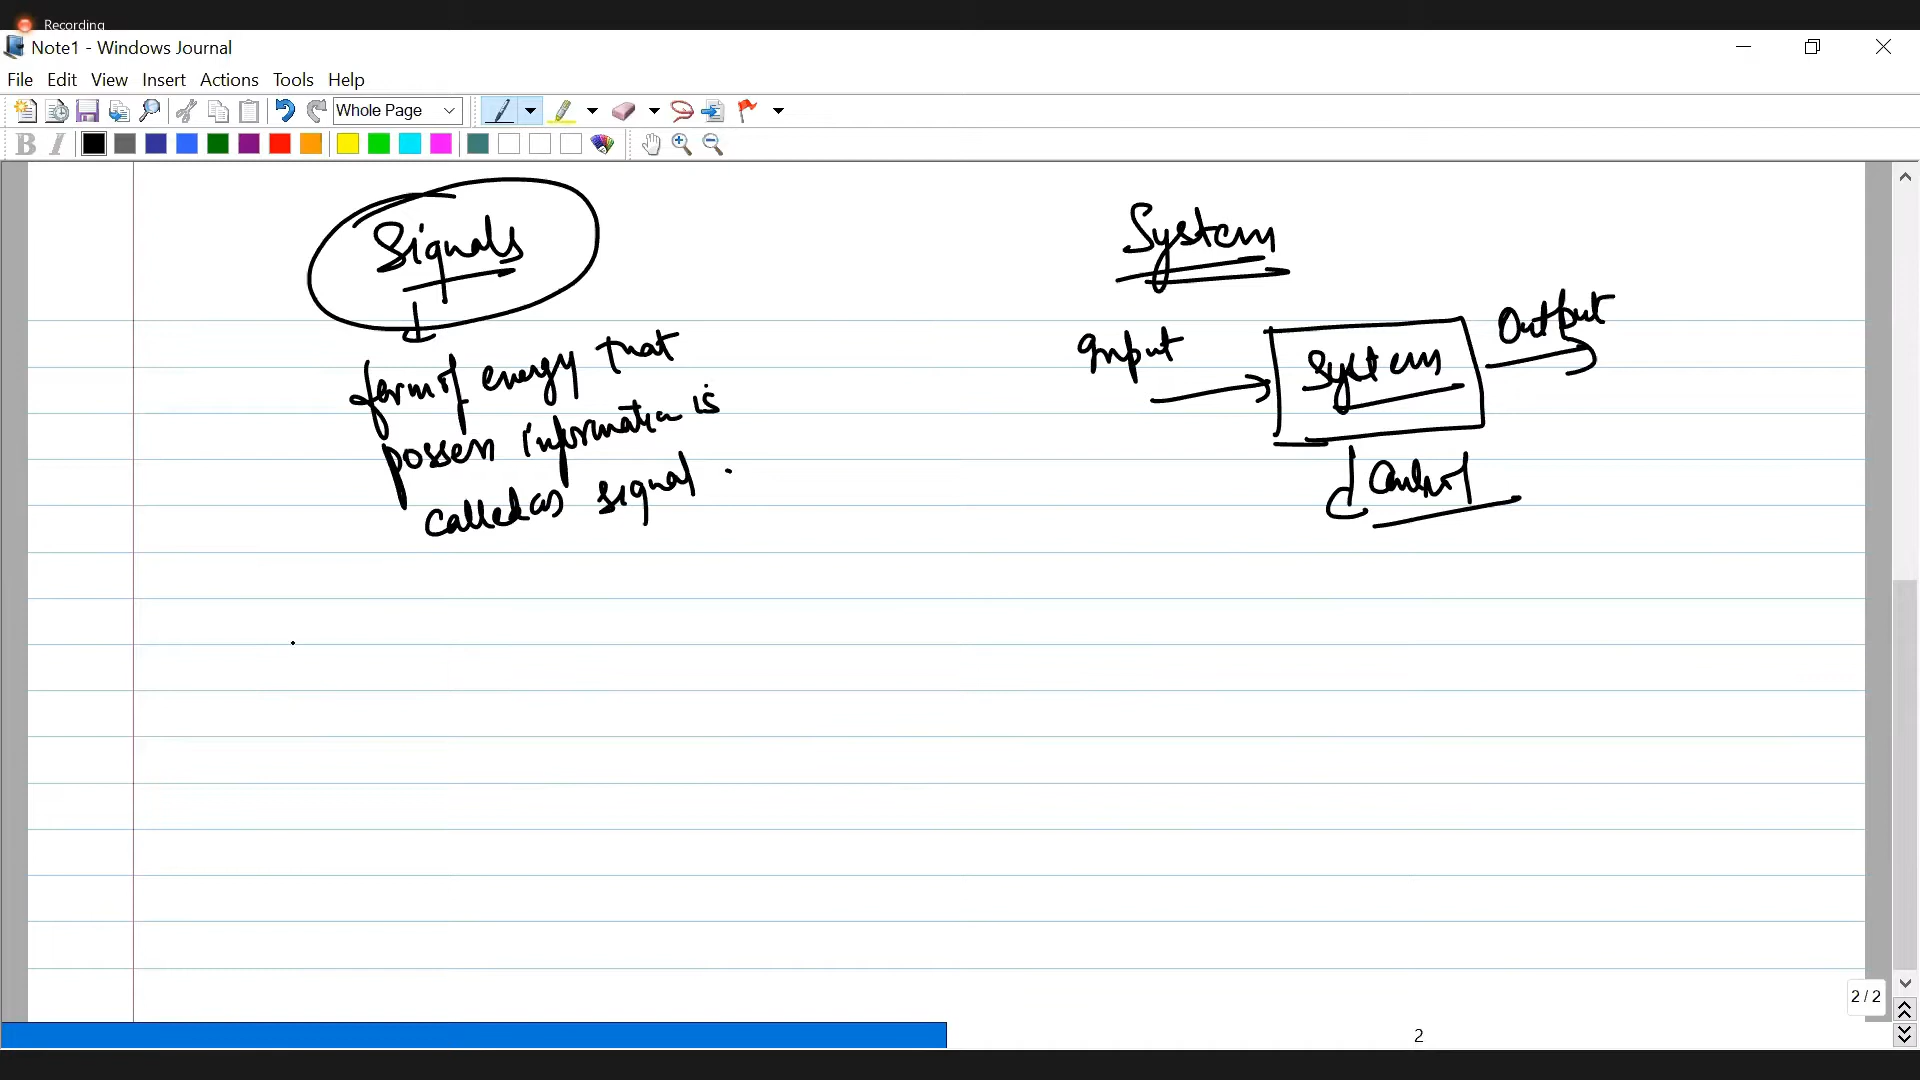 Recording
Note1 - Windows Journal
File Edit View Insert Actions Tools Help
Whole Page
B I
Signals
form of energy that
possess information is
called as signal .
System
Input
System
Output
Control
2 / 2
2